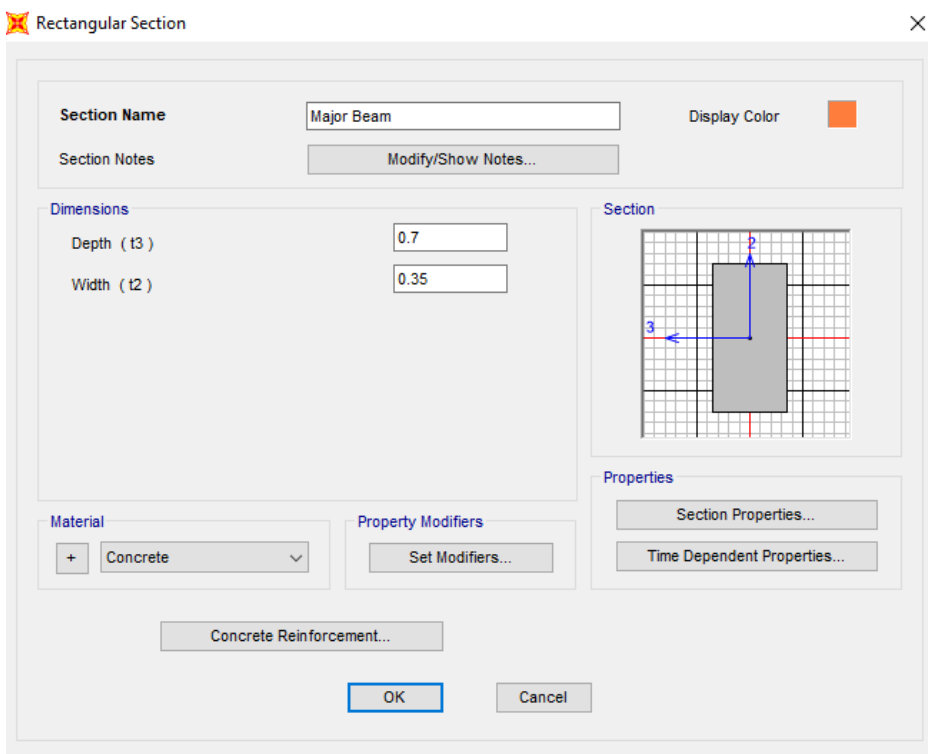 Rectangular Section
Section Name Major Beam Display Color
Section Notes Modify/Show Notes...
Dimensions
Depth ( t3 ) 0.7
Width ( t2 ) 0.35
Section
2
3
Properties
Section Properties...
Time Dependent Properties...
Material
+ Concrete
Property Modifiers
Set Modifiers...
Concrete Reinforcement...
OK Cancel